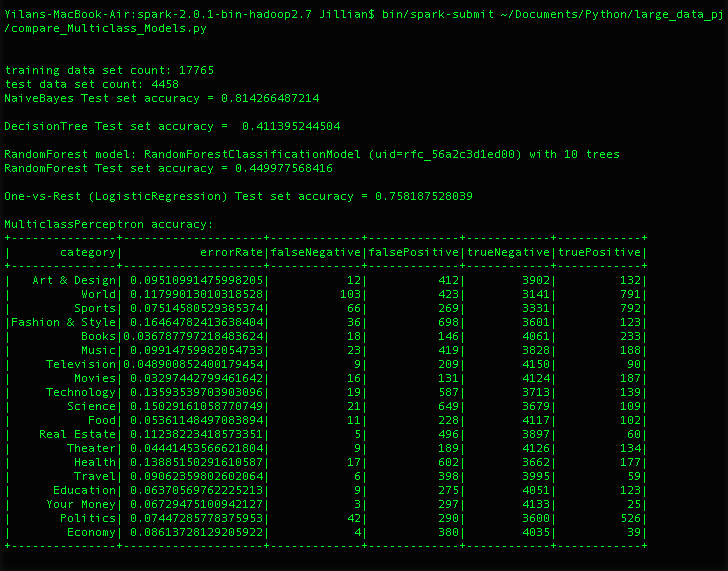 Yilans-MacBook-Air:spark-2.0.1-bin-hadoop2.7 Jillian$ bin/spark-submit ~/Documents/Python/large_data_pj
/compare_Multiclass_Models.py
training data set count: 17765
test data set count: 4458
NaiveBayes Test set accuracy = 0.814266487214
DecisionTree Test set accuracy =  0.411395244504
RandomForest model: RandomForestClassificationModel (uid=rfc_56a2c3d1ed00) with 10 trees
RandomForest Test set accuracy = 0.449977568416
One-vs-Rest (LogisticRegression) Test set accuracy = 0.758187528039
MulticlassPerceptron accuracy:
+---------------+-------------------+-------------+-------------+------------+------------+
|       category|          errorRate|falseNegative|falsePositive|trueNegative|truePositive|
+---------------+-------------------+-------------+-------------+------------+------------+
|   Art & Design| 0.09510991475998205|           12|          412|        3902|         132|
|          World| 0.11799013010318528|          103|          423|        3141|         791|
|         Sports| 0.07514580529385374|           66|          269|        3331|         792|
|Fashion & Style| 0.16464782413638404|           36|          698|        3601|         123|
|          Books|0.036787797218483624|           18|          146|        4061|         233|
|          Music| 0.09914759982054733|           23|          419|        3828|         188|
|     Television|0.048900852400179454|            9|          209|        4150|          90|
|         Movies| 0.03297442799461642|           16|          131|        4124|         187|
|     Technology| 0.13593539703903096|           19|          587|        3713|         139|
|        Science| 0.15029161058770749|           21|          649|        3679|         109|
|           Food| 0.05361148497083894|           11|          228|        4117|         102|
|    Real Estate| 0.11238223418573351|            5|          496|        3897|          60|
|        Theater| 0.04441453566621804|            9|          189|        4126|         134|
|         Health| 0.13885150291610587|           17|          602|        3662|         177|
|         Travel| 0.09062359802602064|            6|          398|        3995|          59|
|      Education| 0.06370569762225213|            9|          275|        4051|         123|
|     Your Money| 0.06729475100942127|            3|          297|        4133|          25|
|       Politics| 0.07447285778375953|           42|          290|        3600|         526|
|        Economy| 0.08613728129205922|            4|          380|        4035|          39|
+---------------+-------------------+-------------+-------------+------------+------------+